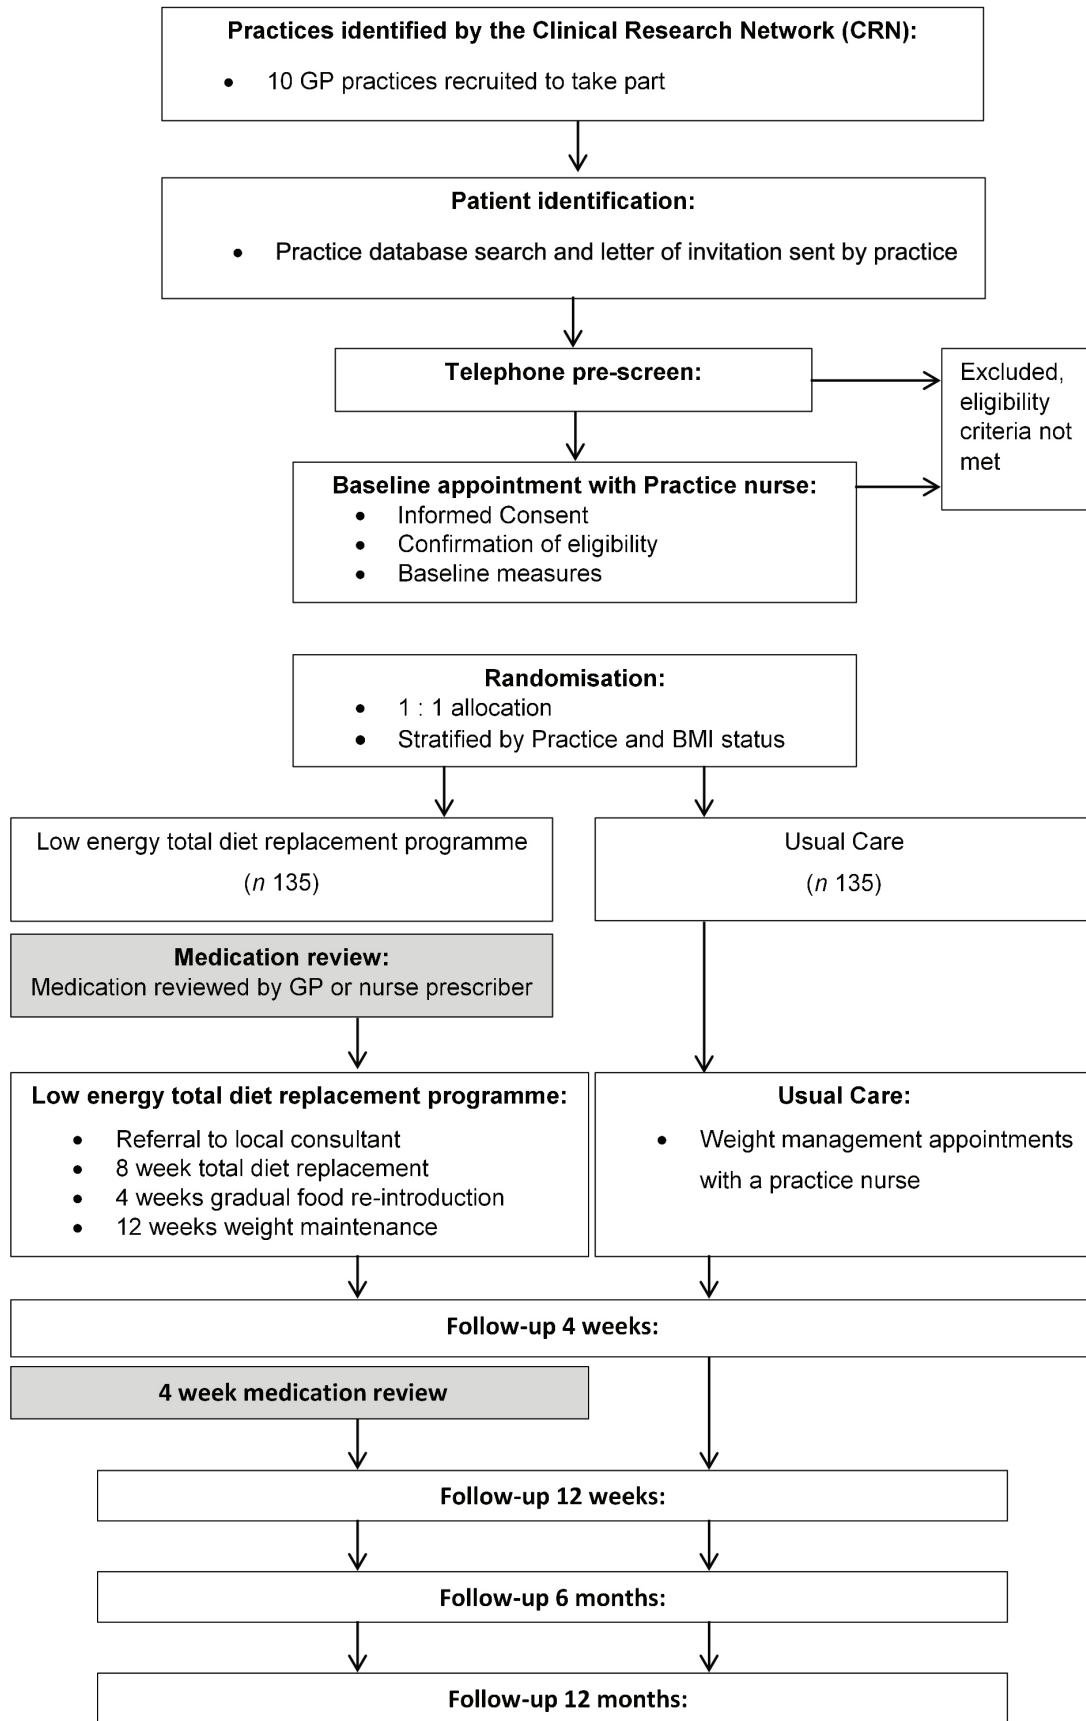 Practices identified by the Clinical Research Network (CRN):
• 10 GP practices recruited to take part
Patient identification:
• Practice database search and letter of invitation sent by practice
Telephone pre-screen:
Excluded,
eligibility
criteria not
met
Baseline appointment with Practice nurse:
• Informed Consent
• Confirmation of eligibility
• Baseline measures
Randomisation:
• 1 : 1 allocation
• Stratified by Practice and BMI status
Low energy total diet replacement programme
(n 135)
Usual Care
(n 135)
Medication review:
Medication reviewed by GP or nurse prescriber
Low energy total diet replacement programme:
• Referral to local consultant
• 8 week total diet replacement
• 4 weeks gradual food re-introduction
• 12 weeks weight maintenance
Usual Care:
• Weight management appointments
with a practice nurse
Follow-up 4 weeks:
4 week medication review
Follow-up 12 weeks:
Follow-up 6 months:
Follow-up 12 months: